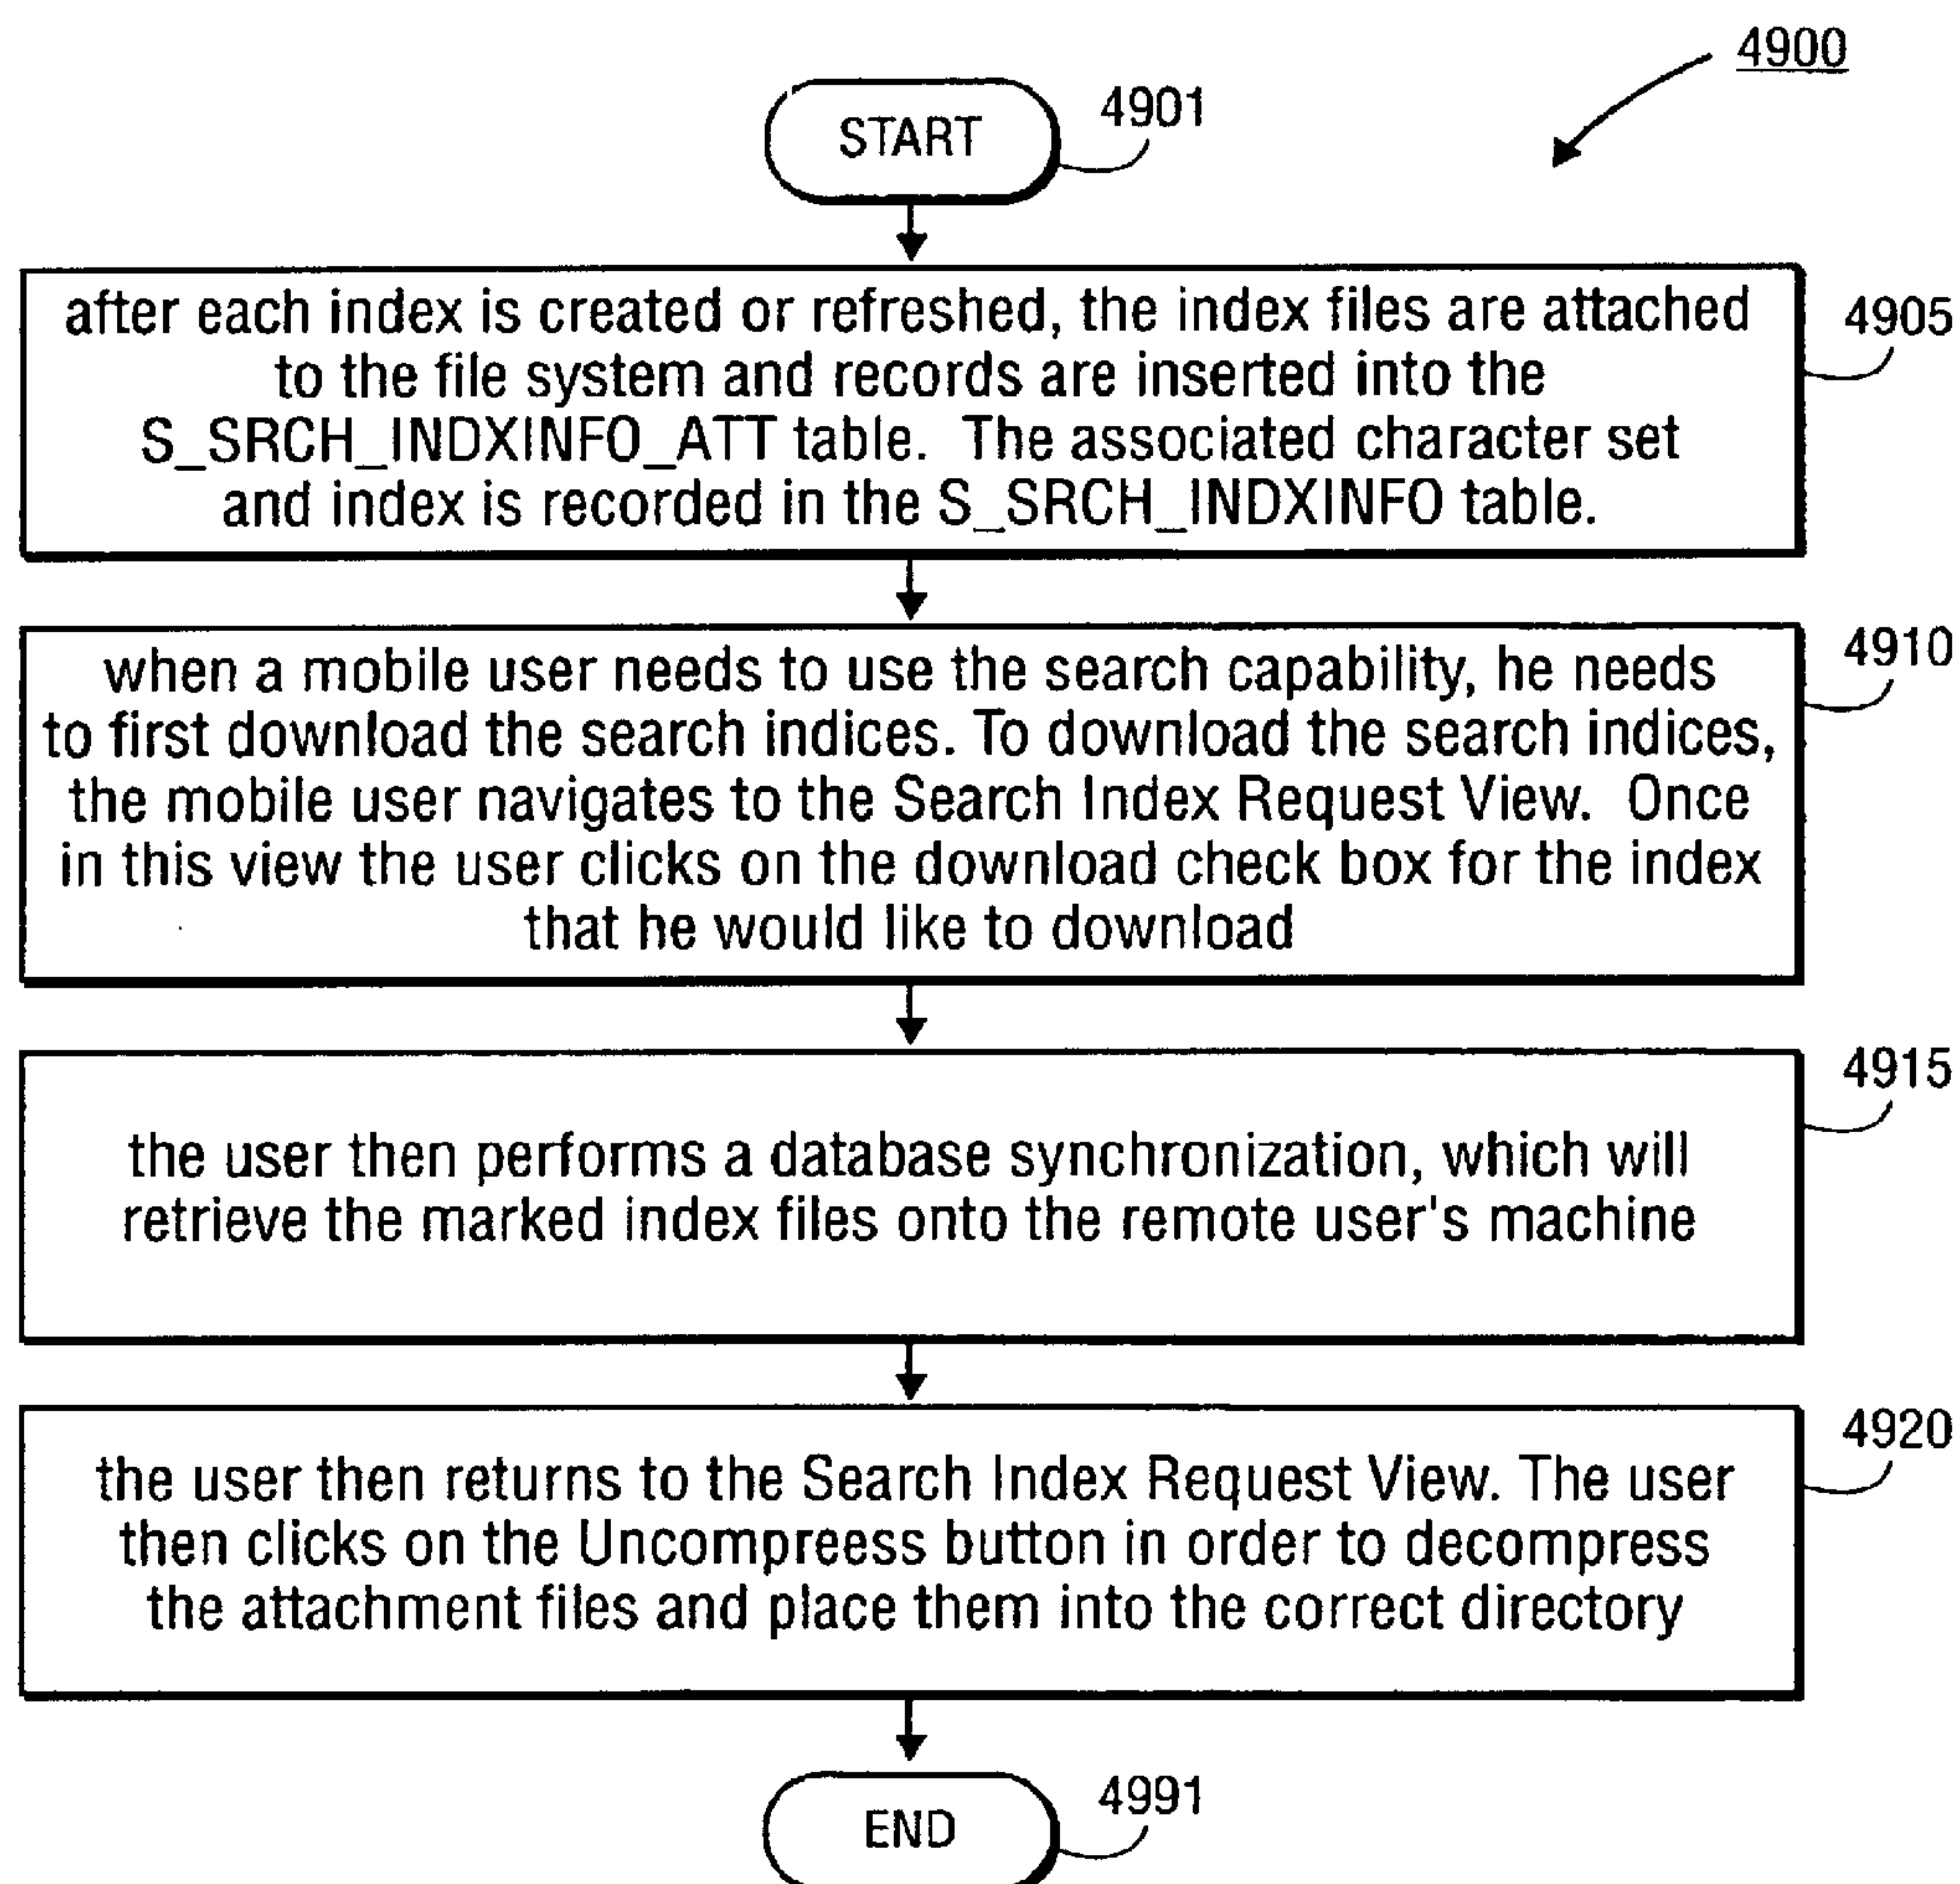 4900
START
4901
after each index is created or refreshed, the index files are attached
to the file system and records are inserted into the
S_SRCH_INDXINFO_ATT table. The associated character set
and index is recorded in the S_SRCH_INDXINFO table.
4905
when a mobile user needs to use the search capability, he needs
to first download the search indices. To download the search indices,
the mobile user navigates to the Search Index Request View. Once
in this view the user clicks on the download check box for the index
that he would like to download
4910
the user then performs a database synchronization, which will
retrieve the marked index files onto the remote user's machine
4915
the user then returns to the Search Index Request View. The user
then clicks on the Uncompreess button in order to decompress
the attachment files and place them into the correct directory
4920
END
4991